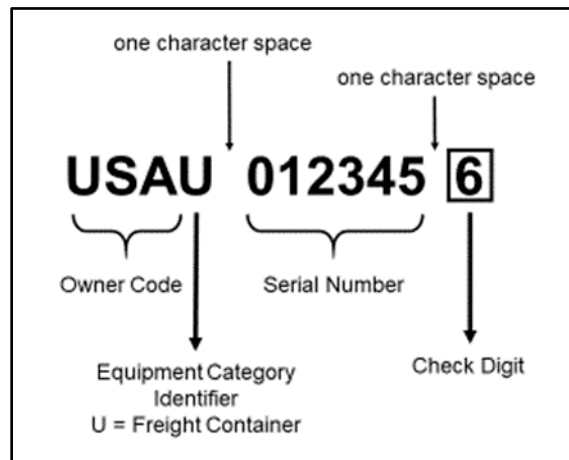 one character space
one character space
USAU 012345 6
Owner Code
Serial Number
Equipment Category
Identifier
U = Freight Container
Check Digit